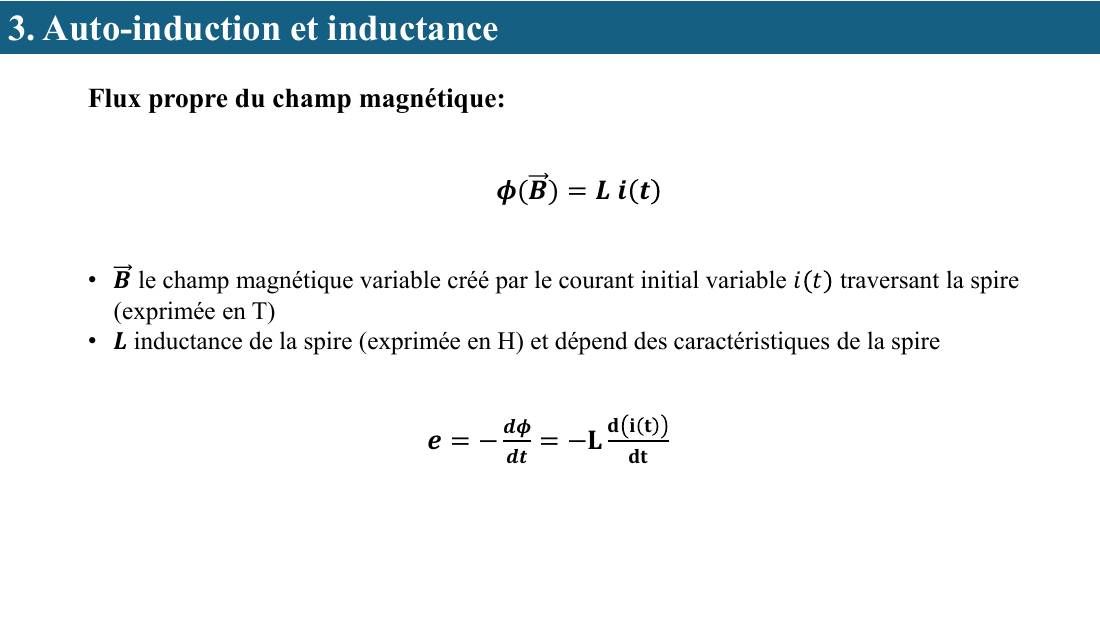 3. Auto-induction et inductance
Flux propre du champ magnétique:
ϕ(B⃗) = L i(t)
• B⃗ le champ magnétique variable créé par le courant initial variable i(t) traversant la spire
(exprimée en T)
• L inductance de la spire (exprimée en H) et dépend des caractéristiques de la spire
e = − dϕ/dt = −L d(i(t))/dt